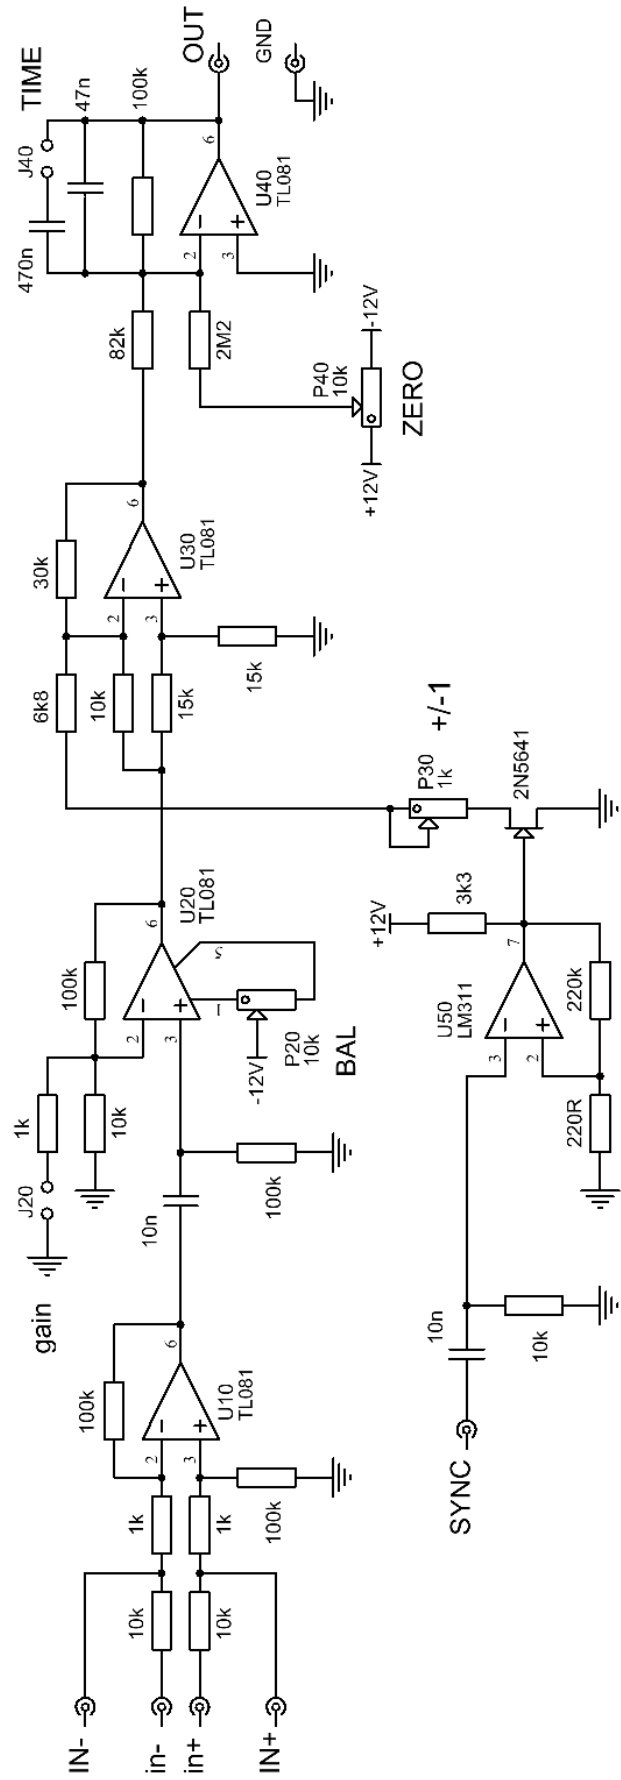 IN-
in-
in+
IN+
10k
10k
1k
1k
100k
2
3
6
U10
TL081
100k
gain
J20
1k
10k
10n
100k
100k
2
3
6
1
5
U20
TL081
-12V
P20
10k
BAL
6k8
10k
15k
30k
2
3
6
U30
TL081
15k
82k
2M2
+12V
P40
10k
-12V
ZERO
470n
J40
TIME
47n
100k
2
3
6
U40
TL081
OUT
GND
SYNC
10n
10k
3
2
7
U50
LM311
220R
220k
+12V
3k3
P30
1k
+/-1
2N5641